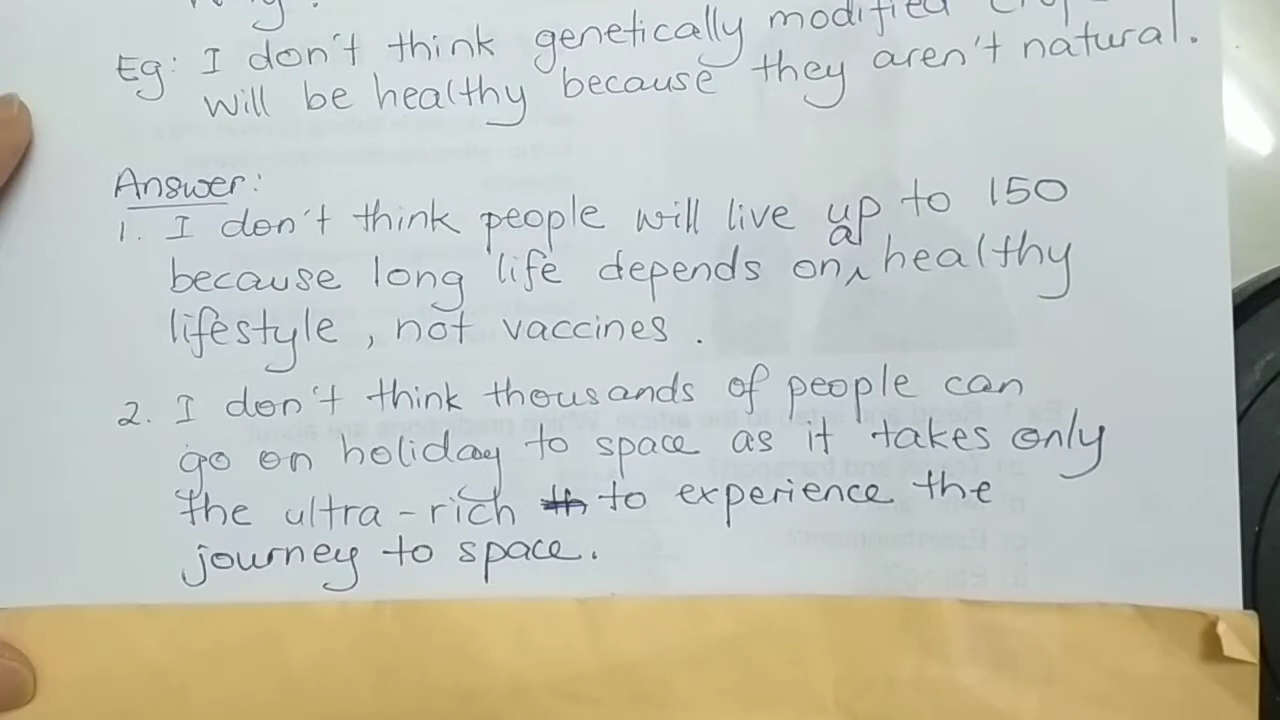 Eg: I don't think genetically modified
will be healthy because they aren't natural.
Answer:
1. I don't think people will live up to 150
because long life depends on a healthy
lifestyle, not vaccines.
2. I don't think thousands of people can
go on holiday to space as it takes only
the ultra-rich to experience the
journey to space.